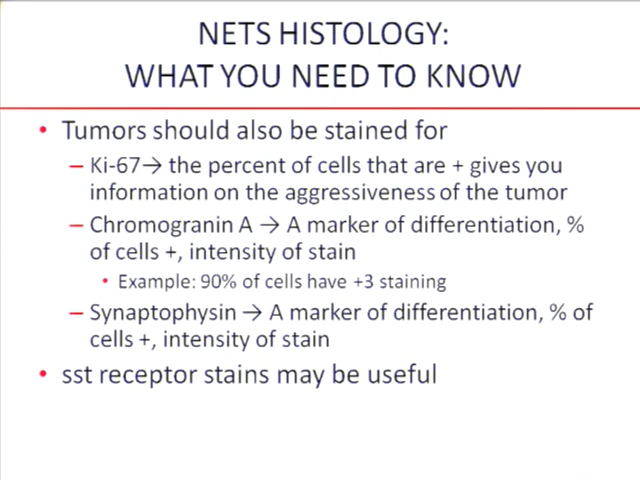 NETS HISTOLOGY:
WHAT YOU NEED TO KNOW
• Tumors should also be stained for
– Ki-67→ the percent of cells that are + gives you
information on the aggressiveness of the tumor
– Chromogranin A → A marker of differentiation, %
of cells +, intensity of stain
• Example: 90% of cells have +3 staining
– Synaptophysin → A marker of differentiation, % of
cells +, intensity of stain
• sst receptor stains may be useful